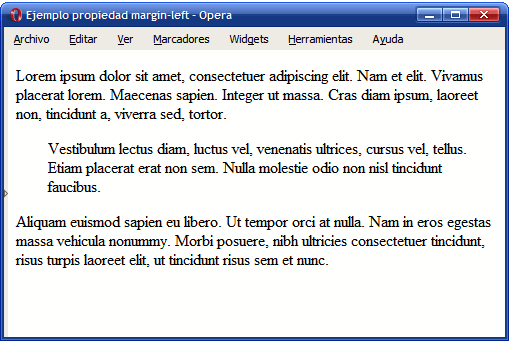 Ejemplo propiedad margin-left - Opera
Archivo Editar Ver Marcadores Widgets Herramientas Ayuda
Lorem ipsum dolor sit amet, consectetuer adipiscing elit. Nam et elit. Vivamus
placerat lorem. Maecenas sapien. Integer ut massa. Cras diam ipsum, laoreet
non, tincidunt a, viverra sed, tortor.
Vestibulum lectus diam, luctus vel, venenatis ultrices, cursus vel, tellus.
Etiam placerat erat non sem. Nulla molestie odio non nisl tincidunt
faucibus.
Aliquam euismod sapien eu libero. Ut tempor orci at nulla. Nam in eros egestas
massa vehicula nonummy. Morbi posuere, nibh ultricies consectetuer tincidunt,
risus turpis laoreet elit, ut tincidunt risus sem et nunc.